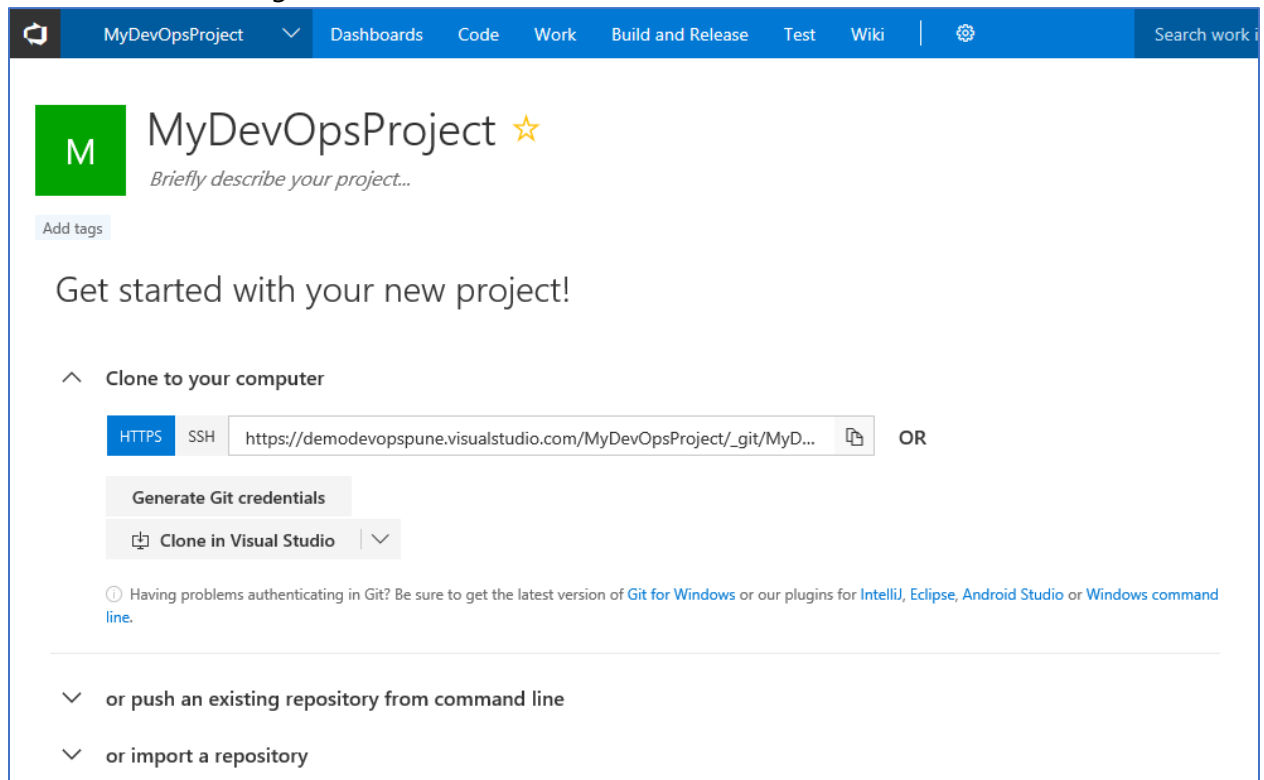 MyDevOpsProject Dashboards Code Work Build and Release Test Wiki Search work
M
MyDevOpsProject
Briefly describe your project...
Add tags
Get started with your new project!
Clone to your computer
HTTPS SSH https://demodevopspune.visualstudio.com/MyDevOpsProject/_git/MyD... OR
Generate Git credentials
Clone in Visual Studio
Having problems authenticating in Git? Be sure to get the latest version of Git for Windows or our plugins for IntelliJ, Eclipse, Android Studio or Windows command
line.
or push an existing repository from command line
or import a repository